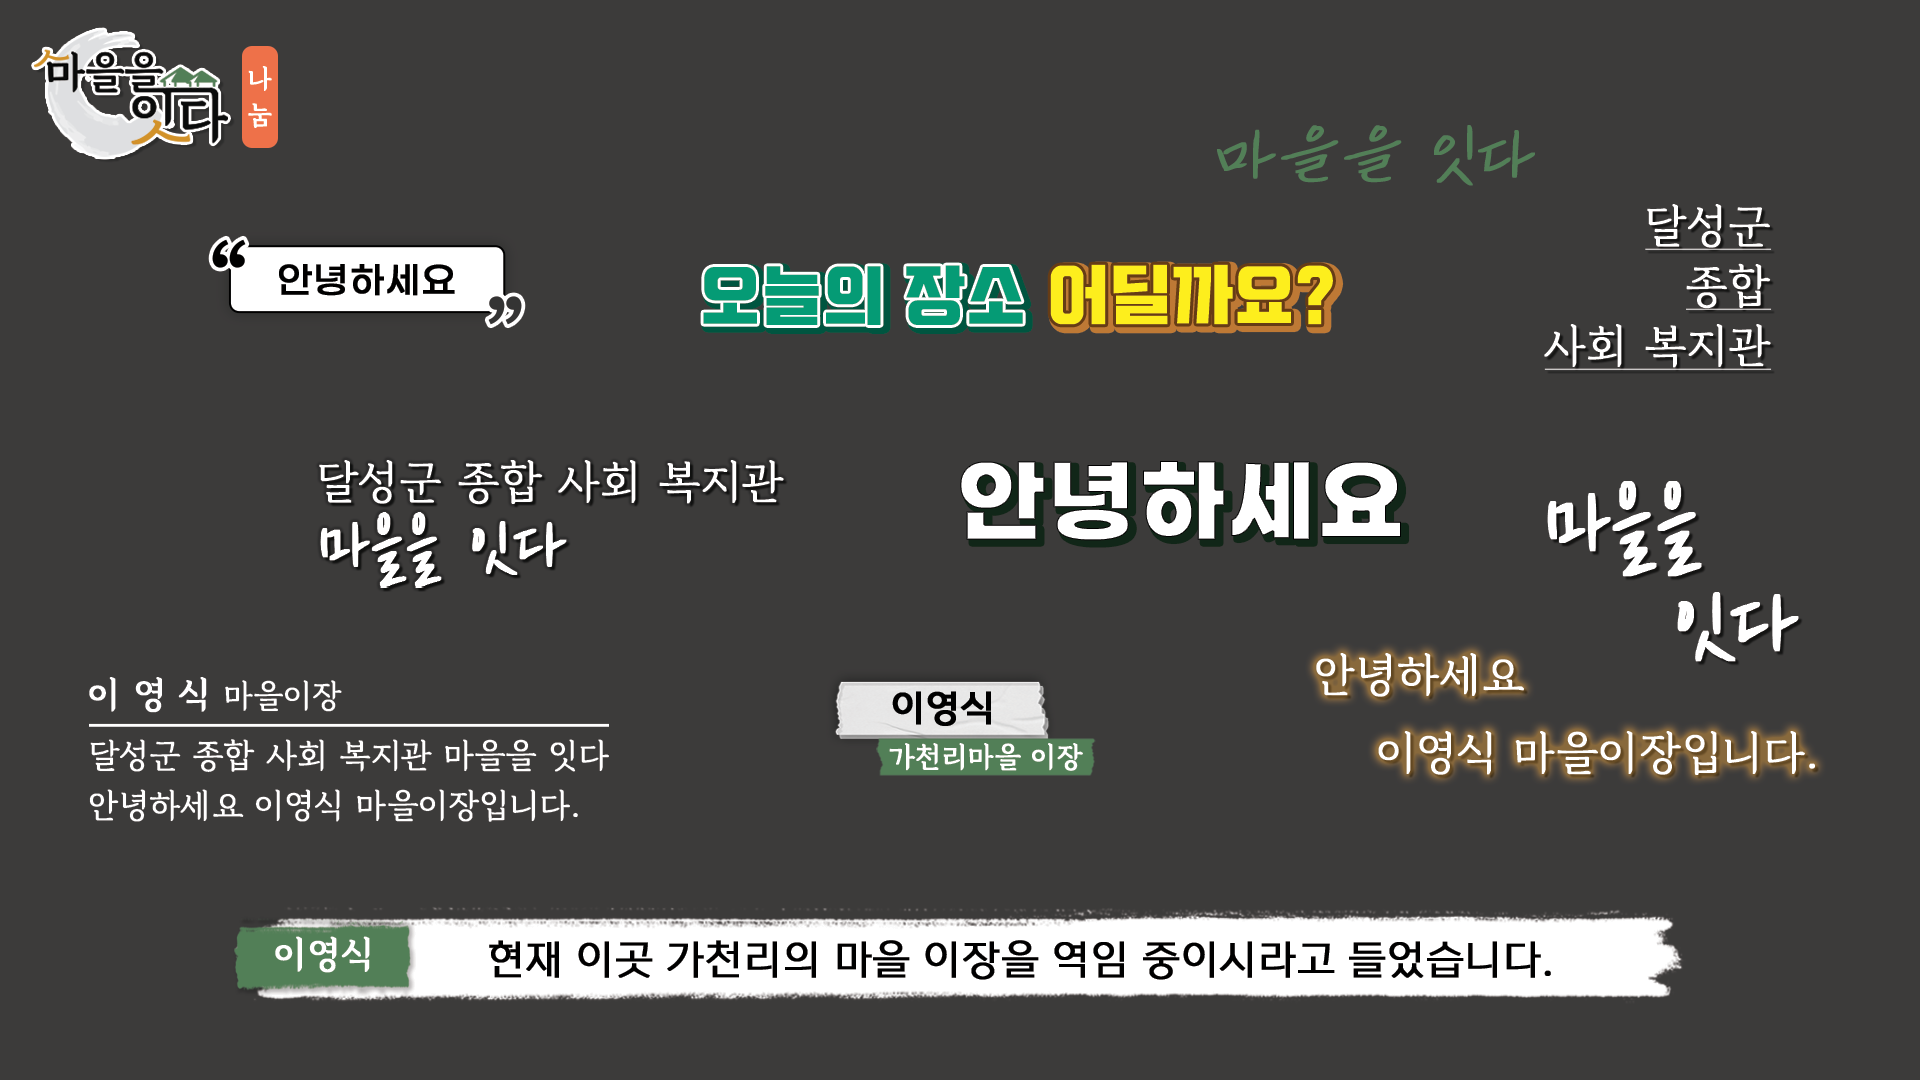 마을을
잇다
나눔
마을을 잇다
달성군
종합
사회 복지관
안녕하세요
오늘의 장소 어딜까요?
달성군 종합 사회 복지관
마을을 잇다
안녕하세요
마을을
잇다
이 영 식 마을이장
달성군 종합 사회 복지관 마을을 잇다
안녕하세요 이영식 마을이장입니다.
이영식
가천리마을 이장
안녕하세요
이영식 마을이장입니다.
이영식
현재 이곳 가천리의 마을 이장을 역임 중이시라고 들었습니다.